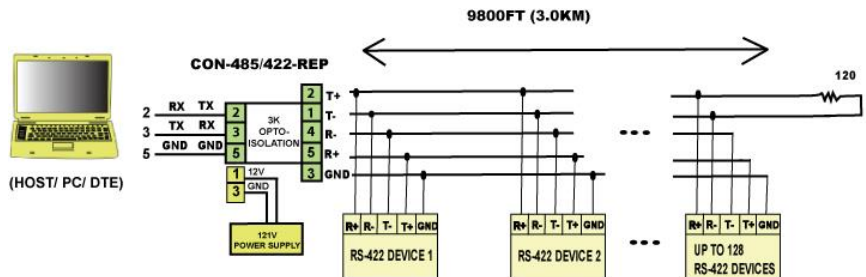 9800FT (3.0KM)
CON-485/422-REP
120
2 RX TX 2
3 TX RX 3
5 GND GND 5
3K
OPTO-
ISOLATION
2 T+
1 T-
4 R-
5 R+
3 GND
(HOST/ PC/ DTE)
1 12V
3 GND
121V
POWER SUPPLY
R+ R- T- T+ GND
RS-422 DEVICE 1
R+ R- T- T+ GND
RS-422 DEVICE 2
R+ R- T- T+ GND
UP TO 128
RS-422 DEVICES